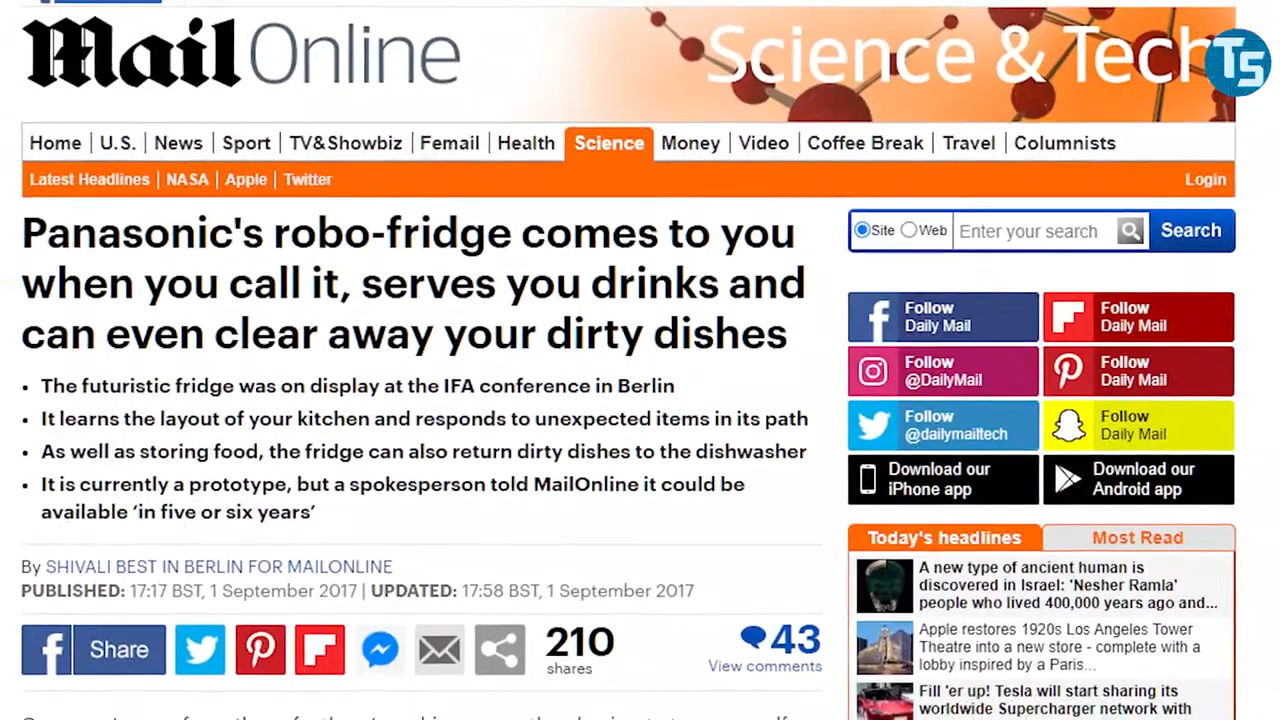 Mail Online
Science & Tech
TS
Home U.S. News Sport TV&Showbiz Femail Health Science Money Video Coffee Break Travel Columnists
Latest Headlines NASA Apple Twitter Login
Panasonic's robo-fridge comes to you
when you call it, serves you drinks and
can even clear away your dirty dishes
• The futuristic fridge was on display at the IFA conference in Berlin
• It learns the layout of your kitchen and responds to unexpected items in its path
• As well as storing food, the fridge can also return dirty dishes to the dishwasher
• It is currently a prototype, but a spokesperson told MailOnline it could be
available ‘in five or six years’
By SHIVALI BEST IN BERLIN FOR MAILONLINE
PUBLISHED: 17:17 BST, 1 September 2017 | UPDATED: 17:58 BST, 1 September 2017
Share
210
shares
43
View comments
Site Web Enter your search Search
Follow
Daily Mail
Follow
Daily Mail
Follow
@DailyMail
Follow
Daily Mail
Follow
@dailymailtech
Follow
Daily Mail
Download our
iPhone app
Download our
Android app
Today's headlines Most Read
A new type of ancient human is
discovered in Israel: 'Nesher Ramla'
people who lived 400,000 years ago and...
Apple restores 1920s Los Angeles Tower
Theatre into a new store - complete with a
lobby inspired by a Paris...
Fill 'er up! Tesla will start sharing its
worldwide Supercharger network with